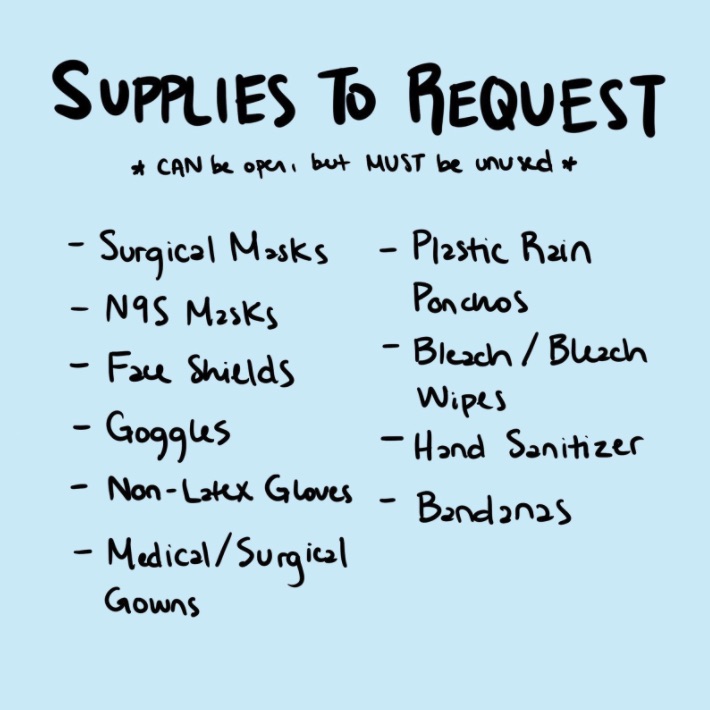 SUPPLIES TO REQUEST
* CAN be open, but MUST be unused *
- Surgical Masks
- N95 Masks
- Face Shields
- Goggles
- Non-Latex Gloves
- Medical/Surgical
Gowns
- Plastic Rain
Ponchos
- Bleach / Bleach
Wipes
- Hand Sanitizer
- Bandanas